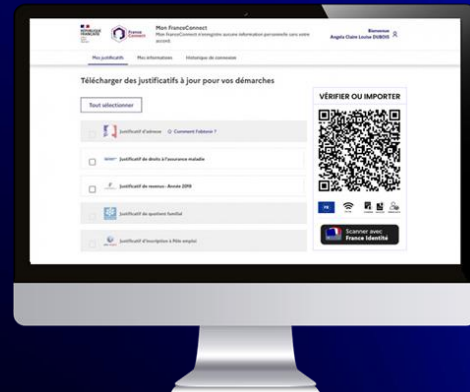 RÉPUBLIQUE
FRANÇAISE
France
Connect
Mon FranceConnect
Mon FranceConnect n'enregistre aucune information personnelle sans votre
accord.
Bienvenue
Angela Claire Louise DUBOIS
Mes justificatifs Mes informations Historique de connexion
Télécharger des justificatifs à jour pour vos démarches
Tout sélectionner
Justificatif d'adresse Comment l'obtenir ?
Justificatif de droits à l'assurance maladie
Justificatif de revenus - Année 2019
Justificatif de quotient familial
Justificatif d'inscription à Pôle emploi
VÉRIFIER OU IMPORTER
Scanner avec
France Identité